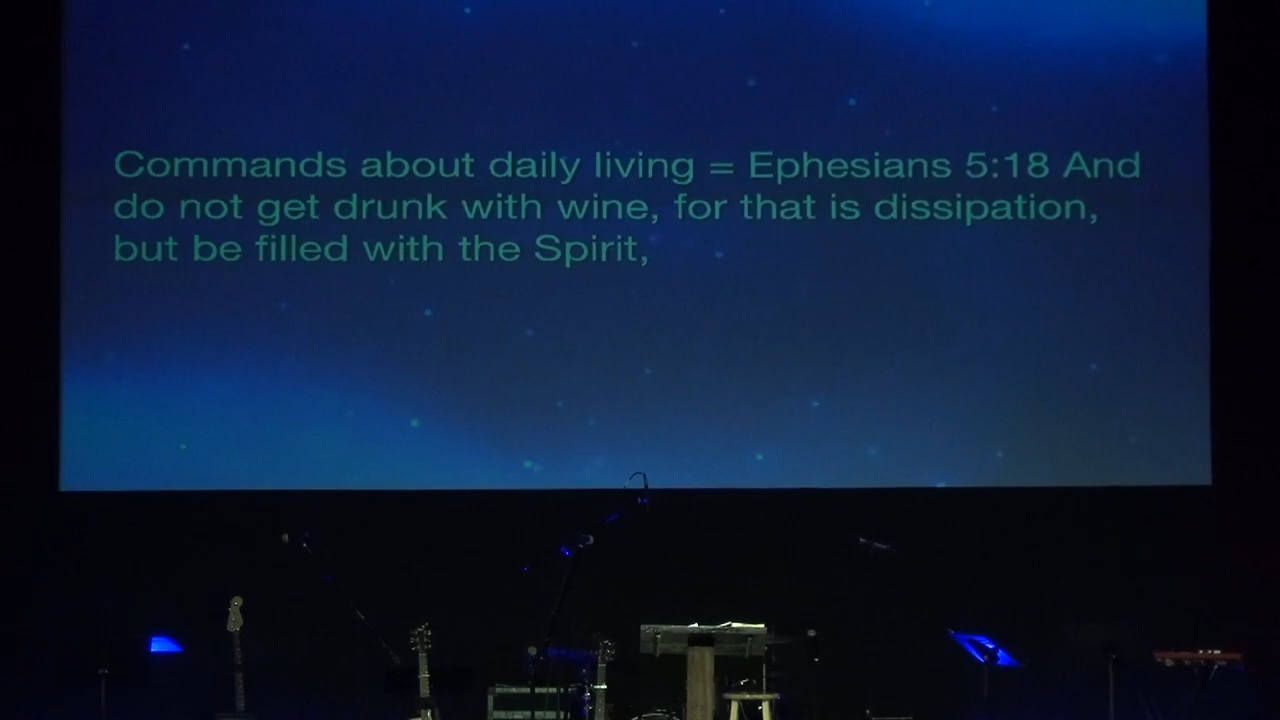 Commands about daily living = Ephesians 5:18 And
do not get drunk with wine, for that is dissipation,
but be filled with the Spirit,